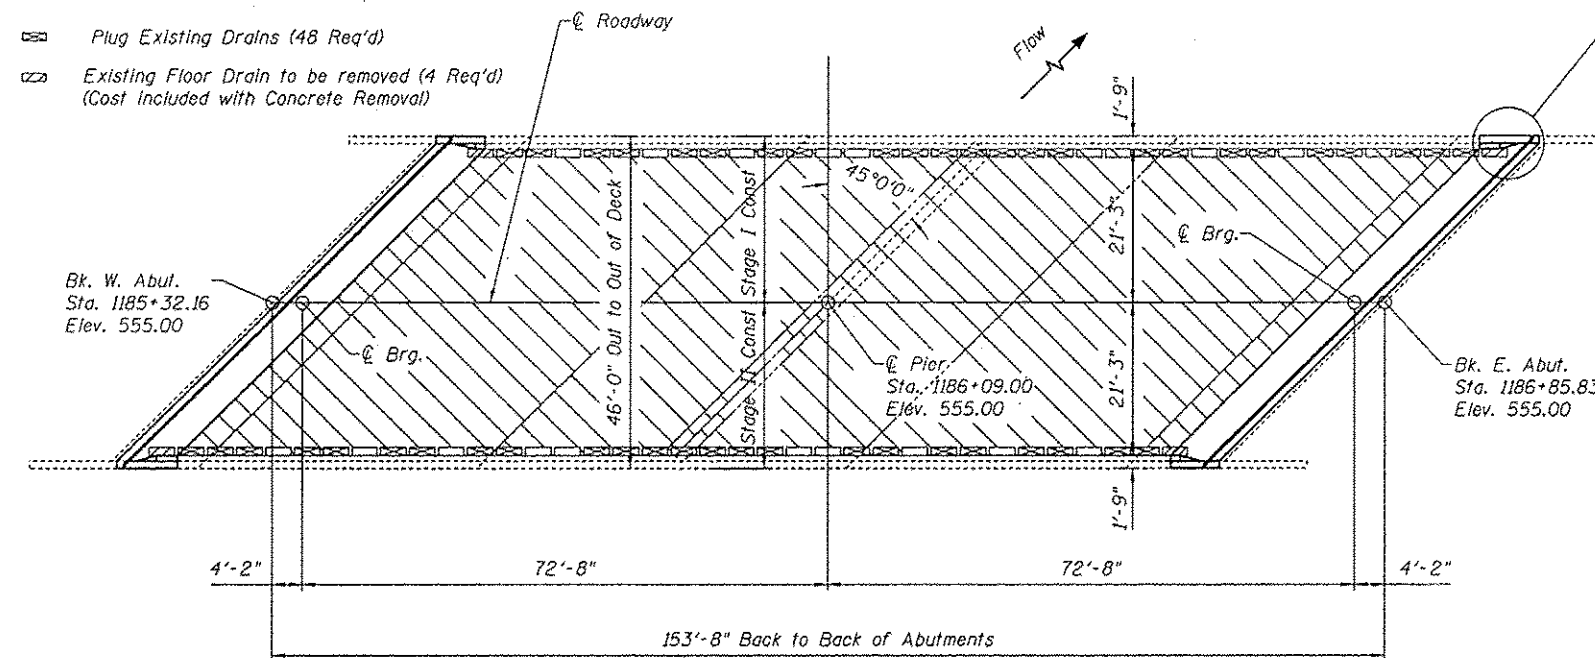 ℄ Roadway
Plug Existing Drains (48 Req'd)
Existing Floor Drain to be removed (4 Req'd)
(Cost Included with Concrete Removal)
Flow
1'-9"
45°0'0"
46'-0" Out to Out of Deck
Stage I Const
Stage II Const
21'-3"
℄ Brg.
Bk. W. Abut.
Sta. 1185+32.16
Elev. 555.00
℄ Brg.
℄ Pier
Sta. 1186+09.00
Elev. 555.00
21'-3"
Bk. E. Abut.
Sta. 1186+85.83
Elev. 555.00
1'-9"
4'-2"
72'-8"
72'-8"
4'-2"
153'-8" Back to Back of Abutments